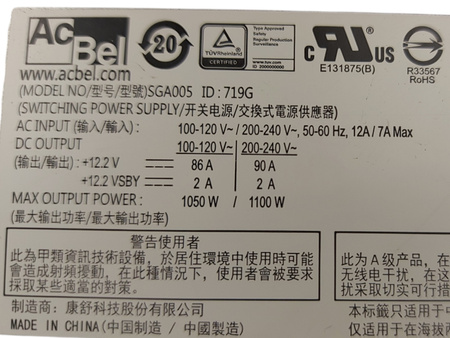 AcBel
www.acbel.com
20
TÜVRheinland
Type Approved
Safety
Regular Production Surveillance
www.tuv.com
ID 2000000000
c RU US
E131875(B)
R33567
RoHS
(MODEL NO/型号/型號)SGA005 ID:719G
(SWITCHING POWER SUPPLY/开关电源/交換式電源供應器)
AC INPUT (输入/輸入): 100-120 V~ / 200-240 V~, 50-60 Hz, 12A / 7A Max
DC OUTPUT 100-120 V~ 200-240 V~
(输出/輸出): +12.2 V 86 A 90 A
+12.2 VSBY 2 A 2 A
MAX OUTPUT POWER: 1050 W / 1100 W
(最大输出功率/最大輸出功率)
警告使用者
此為甲類資訊技術設備，於居住環境中使用時可能
會造成射頻擾動，在此種情況下，使用者會被要求
採取某些適當的對策。
此为A级产品，在
无线电干扰，在这
扰采取切实可行措
制造商: 康舒科技股份有限公司
本标籤只
MADE IN CHINA(中国制造 / 中國製造)
仅适用于在海拔